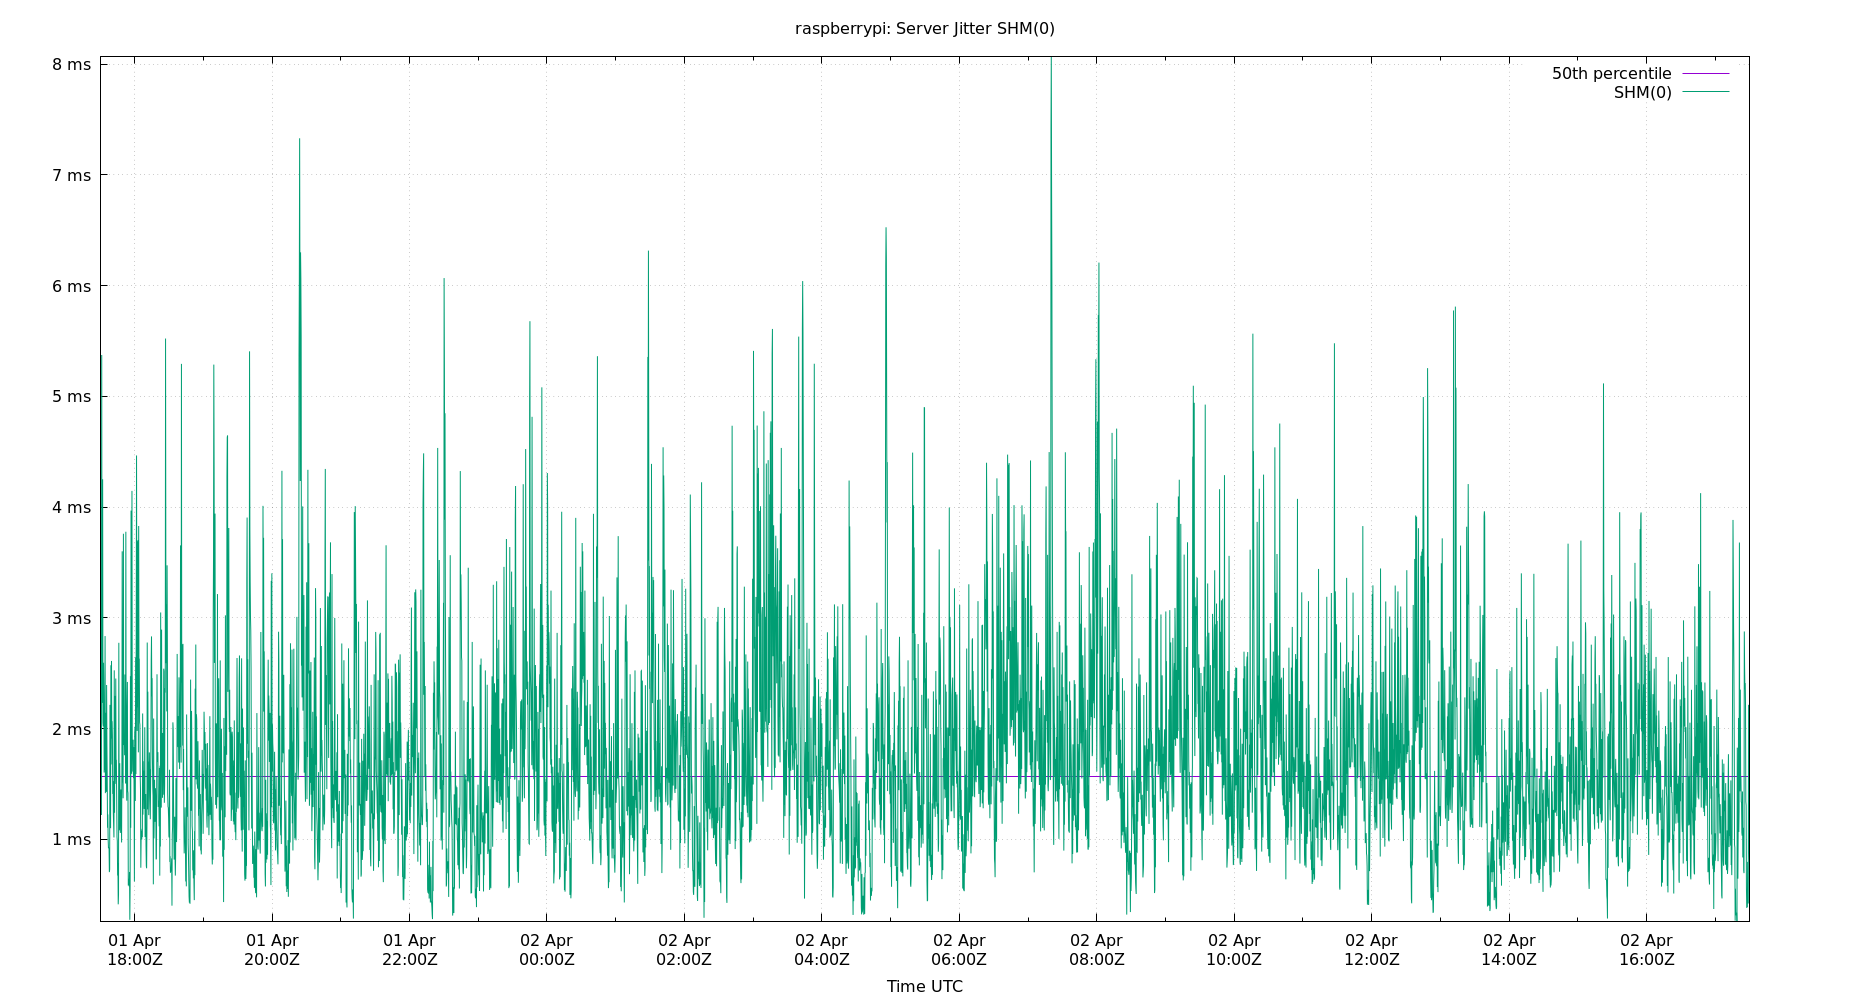 raspberrypi: Server Jitter SHM(0)
8 ms
7 ms
6 ms
5 ms
4 ms
3 ms
2 ms
1 ms
50th percentile
SHM(0)
01 Apr
18:00Z
01 Apr
20:00Z
01 Apr
22:00Z
02 Apr
00:00Z
02 Apr
02:00Z
02 Apr
04:00Z
02 Apr
06:00Z
02 Apr
08:00Z
02 Apr
10:00Z
02 Apr
12:00Z
02 Apr
14:00Z
02 Apr
16:00Z
Time UTC